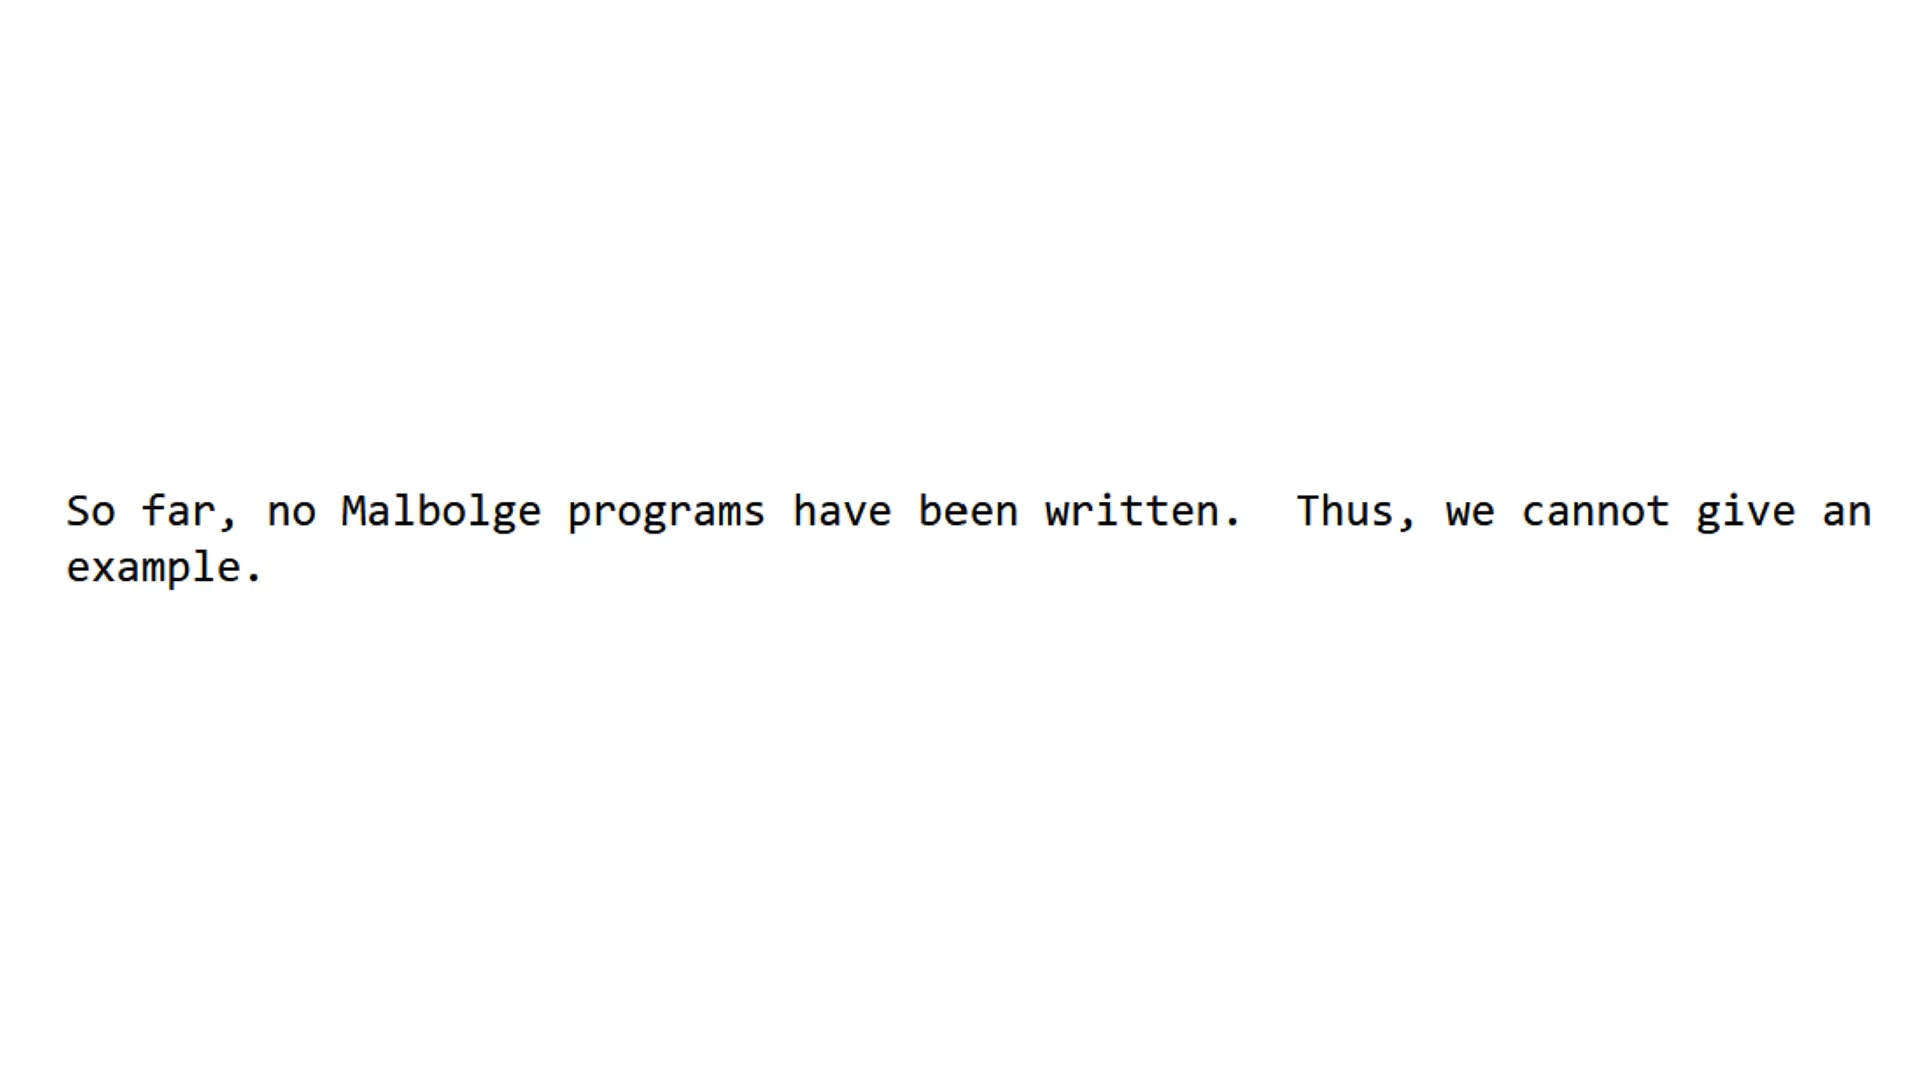 So far, no Malbolge programs have been written.  Thus, we cannot give an
example.